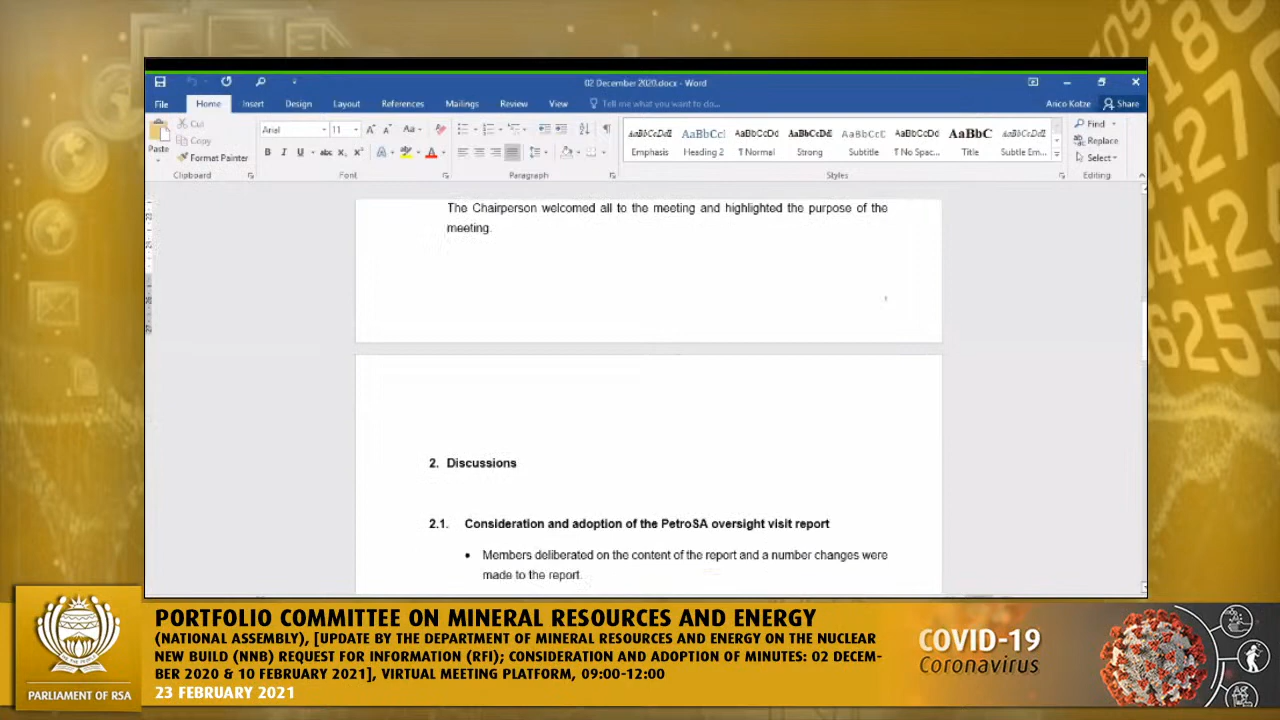 02 December 2020.docx - Word
File Home Insert Design Layout References Mailings Review View Tell me what you want to do... Arico Kotze Share
Cut
Copy
Paste
Format Painter
Clipboard
Arial 11
Font
Paragraph
AaBbCcDdE AaBbCcI AaBbCcDd AaBbCcDd AaBbCcC AaBbCcDd AaBbC AaBbCcDdE
Emphasis Heading 2 ¶ Normal Strong Subtitle ¶ No Spac... Title Subtle Em...
Styles
Find
Replace
Select
Editing
The Chairperson welcomed all to the meeting and highlighted the purpose of the
meeting.
2. Discussions
2.1. Consideration and adoption of the PetroSA oversight visit report
• Members deliberated on the content of the report and a number changes were
made to the report.
PARLIAMENT OF RSA
PORTFOLIO COMMITTEE ON MINERAL RESOURCES AND ENERGY
(NATIONAL ASSEMBLY), [UPDATE BY THE DEPARTMENT OF MINERAL RESOURCES AND ENERGY ON THE NUCLEAR
NEW BUILD (NNB) REQUEST FOR INFORMATION (RFI); CONSIDERATION AND ADOPTION OF MINUTES: 02 DECEM-
BER 2020 & 10 FEBRUARY 2021], VIRTUAL MEETING PLATFORM, 09:00-12:00
23 FEBRUARY 2021
COVID-19
Coronavirus